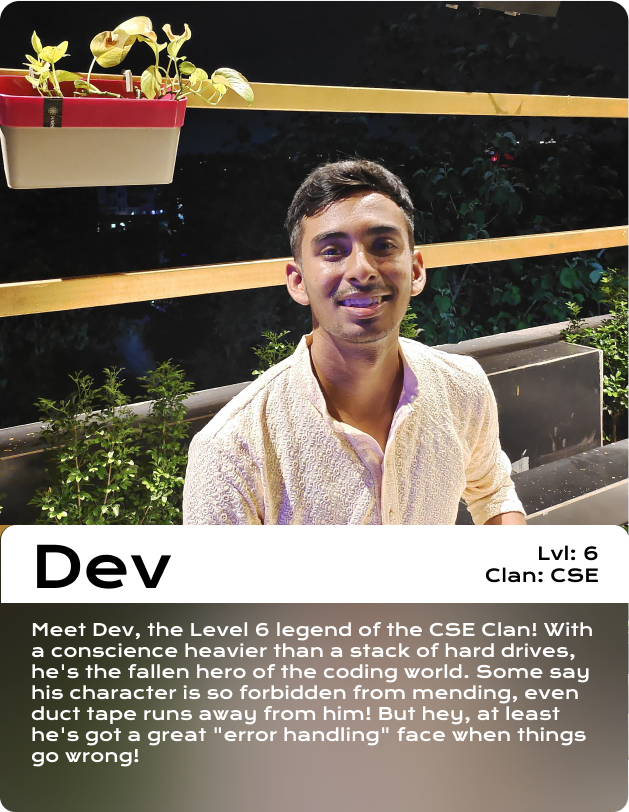 Dev
Lvl: 6
Clan: CSE
Meet Dev, the Level 6 legend of the CSE Clan! With
a conscience heavier than a stack of hard drives,
he's the fallen hero of the coding world. Some say
his character is so forbidden from mending, even
duct tape runs away from him! But hey, at least
he's got a great "error handling" face when things
go wrong!